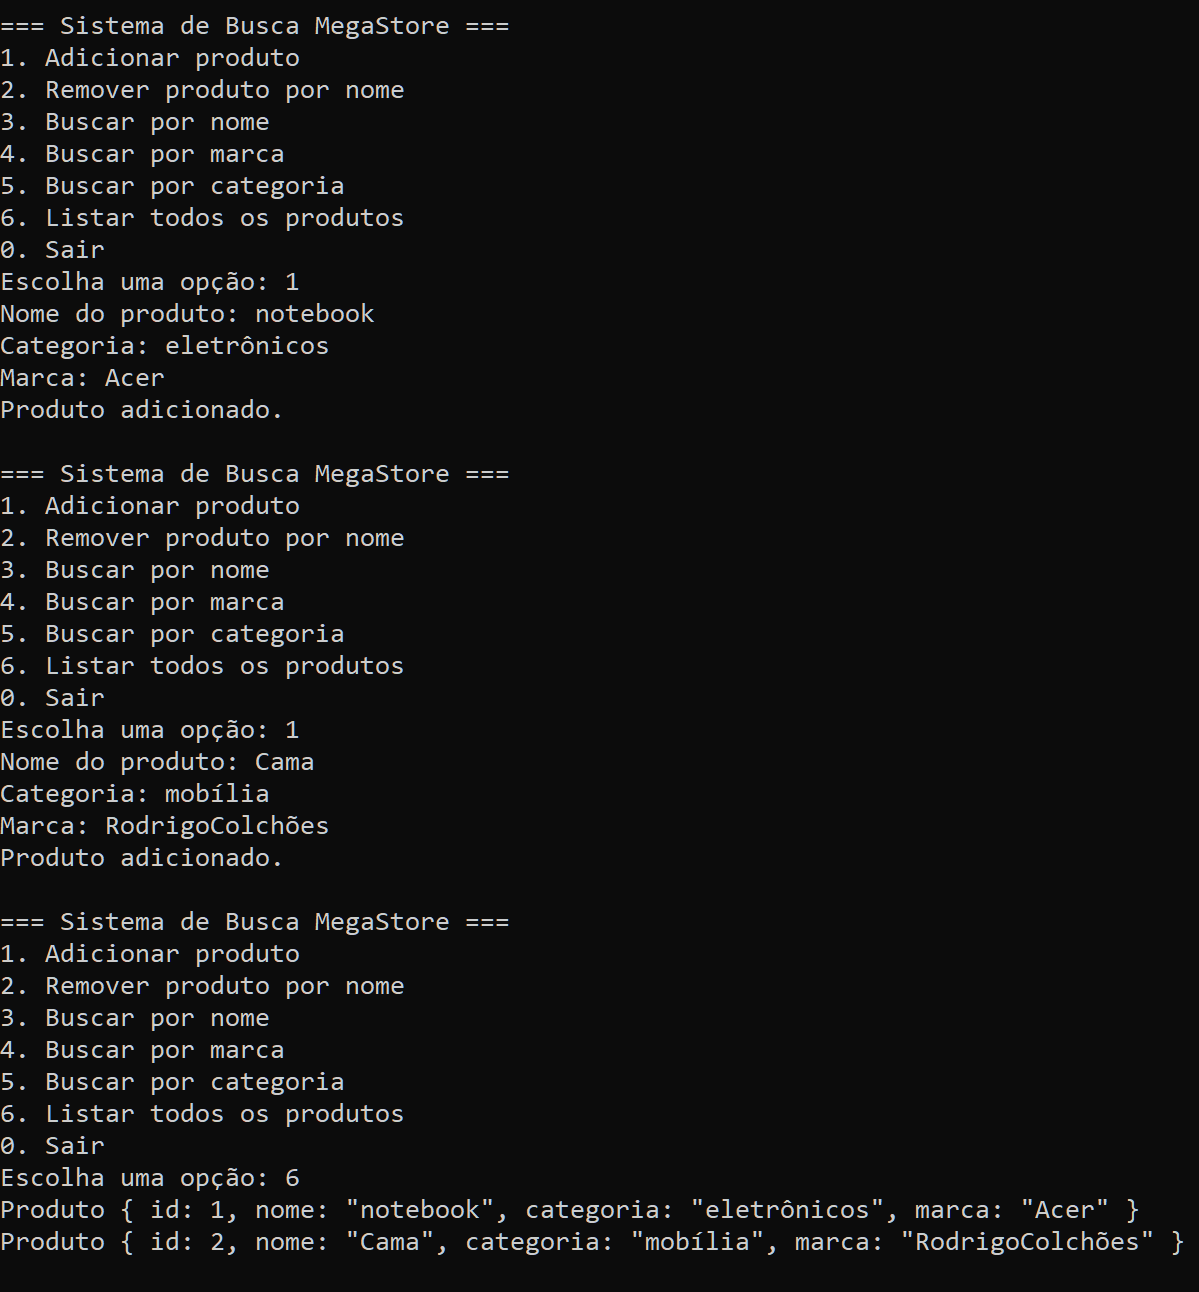 === Sistema de Busca MegaStore ===
1. Adicionar produto
2. Remover produto por nome
3. Buscar por nome
4. Buscar por marca
5. Buscar por categoria
6. Listar todos os produtos
0. Sair
Escolha uma opção: 1
Nome do produto: notebook
Categoria: eletrônicos
Marca: Acer
Produto adicionado.

=== Sistema de Busca MegaStore ===
1. Adicionar produto
2. Remover produto por nome
3. Buscar por nome
4. Buscar por marca
5. Buscar por categoria
6. Listar todos os produtos
0. Sair
Escolha uma opção: 1
Nome do produto: Cama
Categoria: mobília
Marca: RodrigoColchões
Produto adicionado.

=== Sistema de Busca MegaStore ===
1. Adicionar produto
2. Remover produto por nome
3. Buscar por nome
4. Buscar por marca
5. Buscar por categoria
6. Listar todos os produtos
0. Sair
Escolha uma opção: 6
Produto { id: 1, nome: "notebook", categoria: "eletrônicos", marca: "Acer" }
Produto { id: 2, nome: "Cama", categoria: "mobília", marca: "RodrigoColchões" }